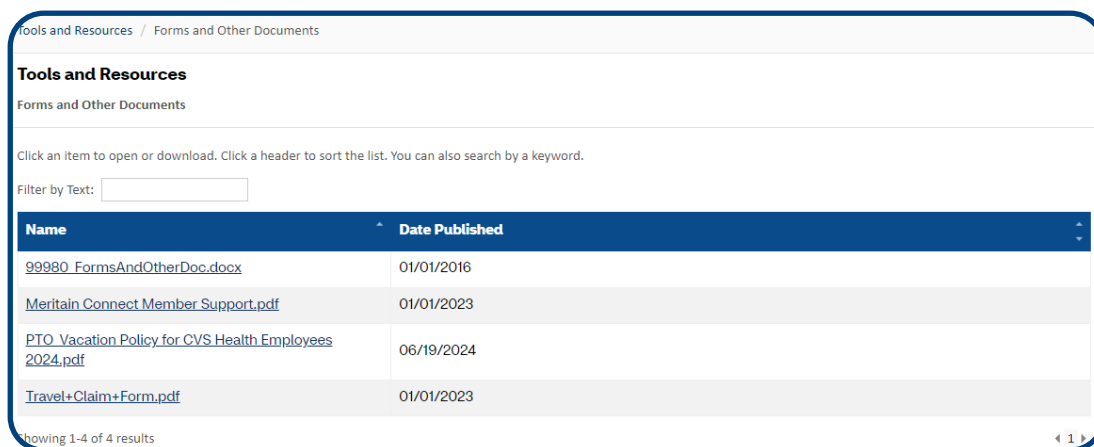 Tools and Resources / Forms and Other Documents
Tools and Resources
Forms and Other Documents
Click an item to open or download. Click a header to sort the list. You can also search by a keyword.
Filter by Text:
Name Date Published
99980_FormsAndOtherDoc.docx 01/01/2016
Meritain Connect Member Support.pdf 01/01/2023
PTO_Vacation Policy for CVS Health Employees
2024.pdf 06/19/2024
Travel+Claim+Form.pdf 01/01/2023
Showing 1-4 of 4 results 1